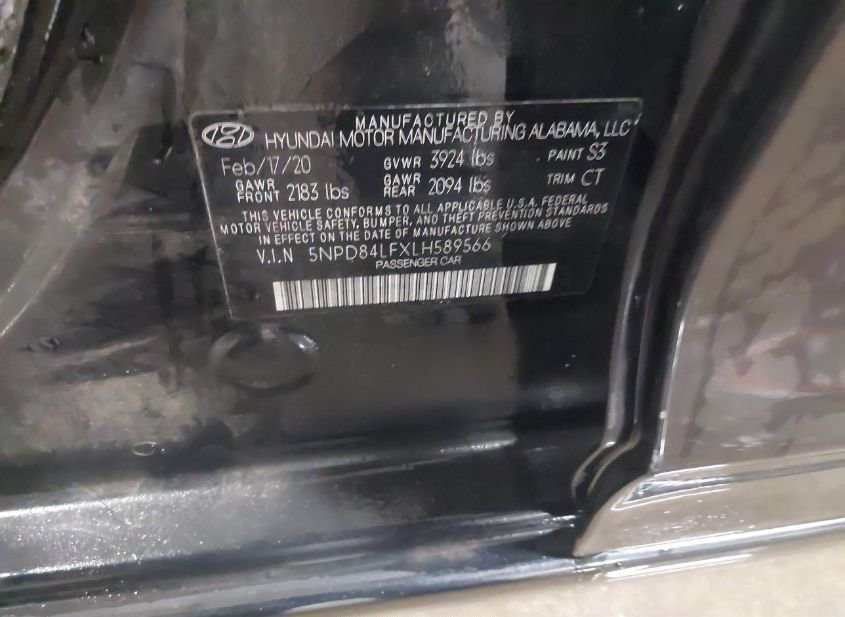 MANUFACTURED BY
HYUNDAI MOTOR MANUFACTURING ALABAMA, LLC
Feb/17/20 GVWR 3924 lbs PAINT S3
GAWR FRONT 2183 lbs GAWR REAR 2094 lbs TRIM CT
THIS VEHICLE CONFORMS TO ALL APPLICABLE U.S.A. FEDERAL
MOTOR VEHICLE SAFETY, BUMPER, AND THEFT PREVENTION STANDARDS
IN EFFECT ON THE DATE OF MANUFACTURE SHOWN ABOVE
V.I.N 5NPD84LFXLH589566
PASSENGER CAR